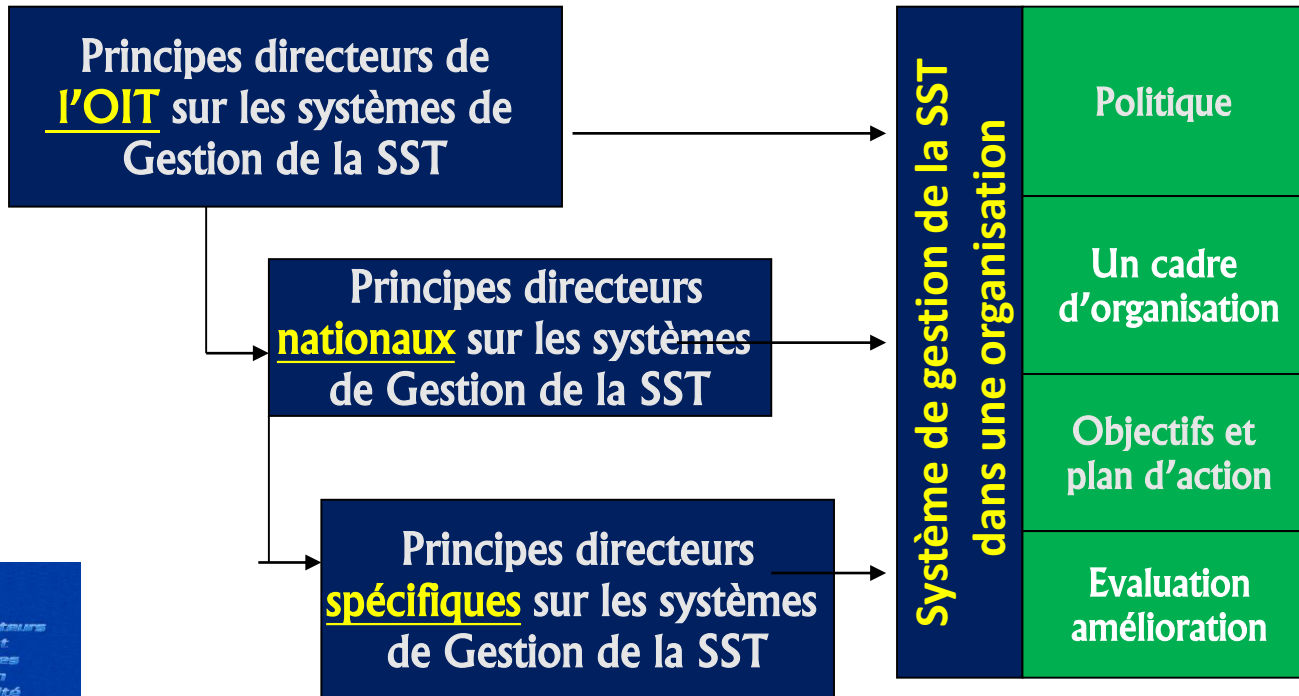 Principes directeurs de
l'OIT sur les systèmes de
Gestion de la SST
Principes directeurs
nationaux sur les systèmes
de Gestion de la SST
Principes directeurs
spécifiques sur les systèmes
de Gestion de la SST
Système de gestion de la SST
dans une organisation
Politique
Un cadre
d'organisation
Objectifs et
plan d'action
Evaluation
amélioration